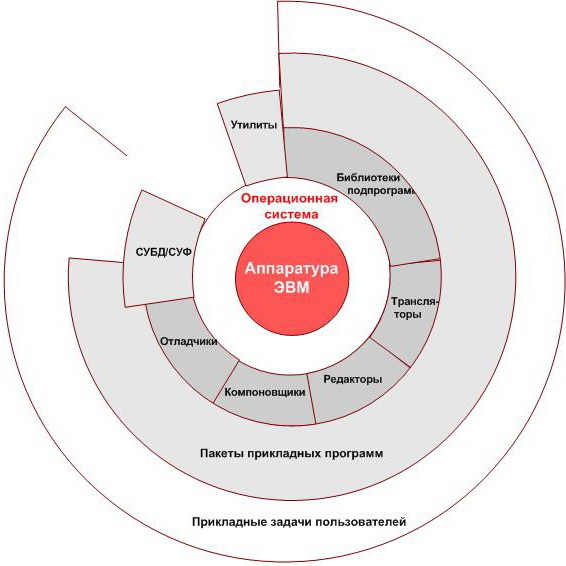 Утилиты
Библиотеки
подпрограмм
Операционная
система
Аппаратура
ЭВМ
СУБД/СУФ
Трансля-
торы
Отладчики
Редакторы
Компоновщики
Пакеты прикладных программ
Прикладные задачи пользователей